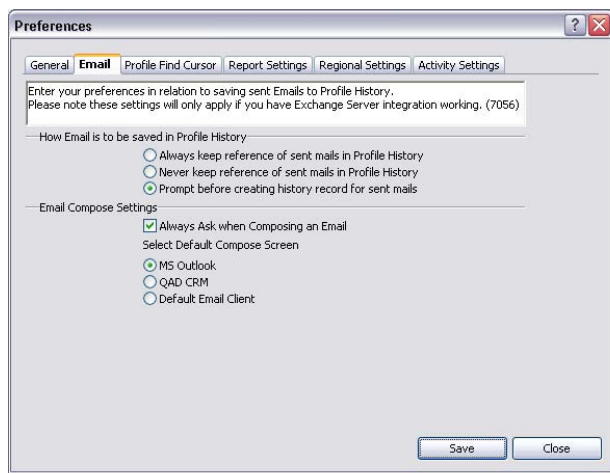 Preferences
General Email Profile Find Cursor Report Settings Regional Settings Activity Settings
Enter your preferences in relation to saving sent Emails to Profile History.
Please note these settings will only apply if you have Exchange Server integration working. (7056)
How Email is to be saved in Profile History
Always keep reference of sent mails in Profile History
Never keep reference of sent mails in Profile History
Prompt before creating history record for sent mails
Email Compose Settings
Always Ask when Composing an Email
Select Default Compose Screen
MS Outlook
QAD CRM
Default Email Client
Save Close